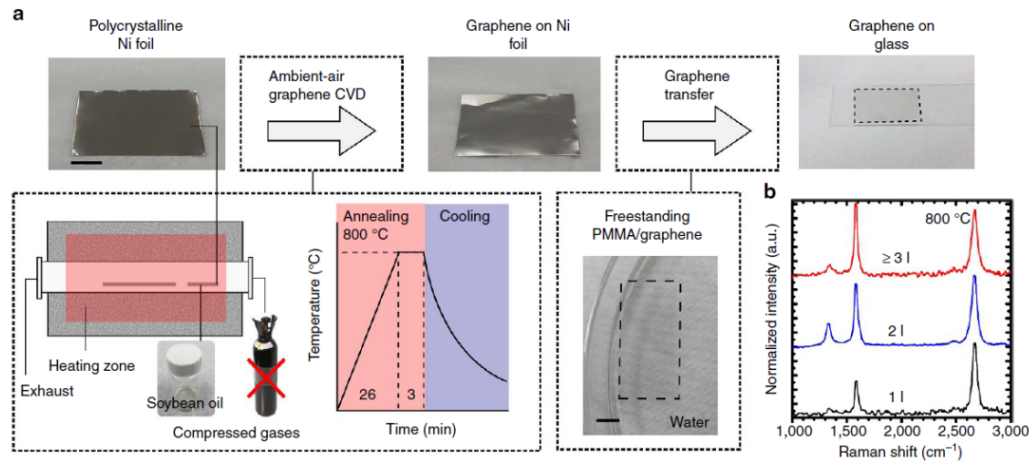 a
Polycrystalline
Ni foil
Ambient-air
graphene CVD
Graphene on Ni
foil
Graphene
transfer
Graphene on
glass
Heating zone
Exhaust
Soybean oil
Compressed gases
Annealing
800 °C
Cooling
Temperature (°C)
26
3
Time (min)
Freestanding
PMMA/graphene
Water
b
800 °C
≥ 3 l
2 l
1 l
Normalized intensity (a.u.)
1,000 1,500 2,000 2,500 3,000
Raman shift (cm⁻¹)